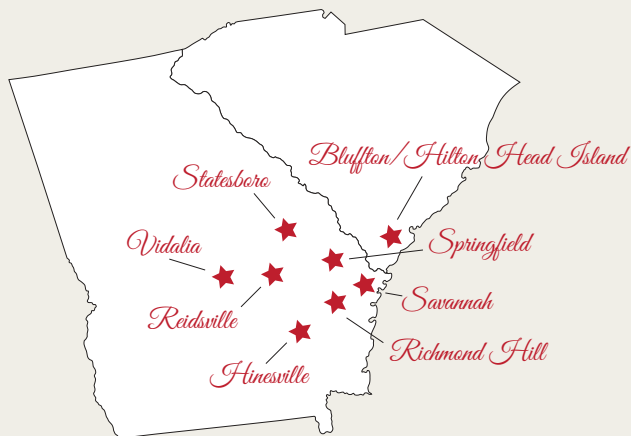 Bluffton/Hilton Head Island
Statesboro
Vidalia
Springfield
Savannah
Reidsville
Richmond Hill
Hinesville